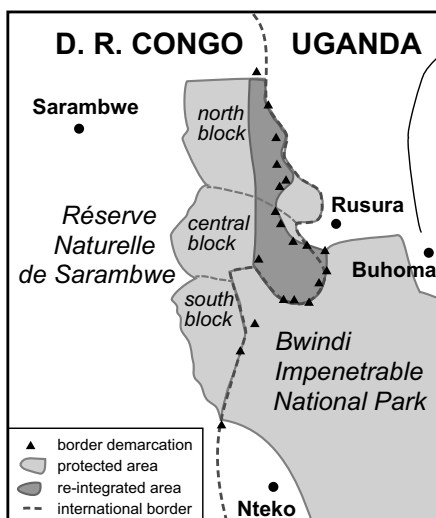 D. R. CONGO
UGANDA
Sarambwe
north
block
Rusura
Réserve
Naturelle
de Sarambwe
central
block
Buhoma
south
block
Bwindi
Impenetrable
National Park
border demarcation
protected area
re-integrated area
international border
Nteko